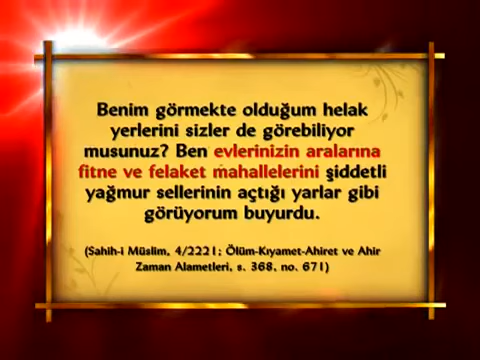 Benim görmekte olduğum helak
yerlerini sizler de görebiliyor
musunuz? Ben evlerinizin aralarına
fitne ve felaket mahallelerini şiddetli
yağmur sellerinin açtığı yarlar gibi
görüyorum buyurdu.
(Sahih-i Müslim, 4/2221; Ölüm-Kıyamet-Ahiret ve Ahir
Zaman Alametleri, s. 368, no. 671)